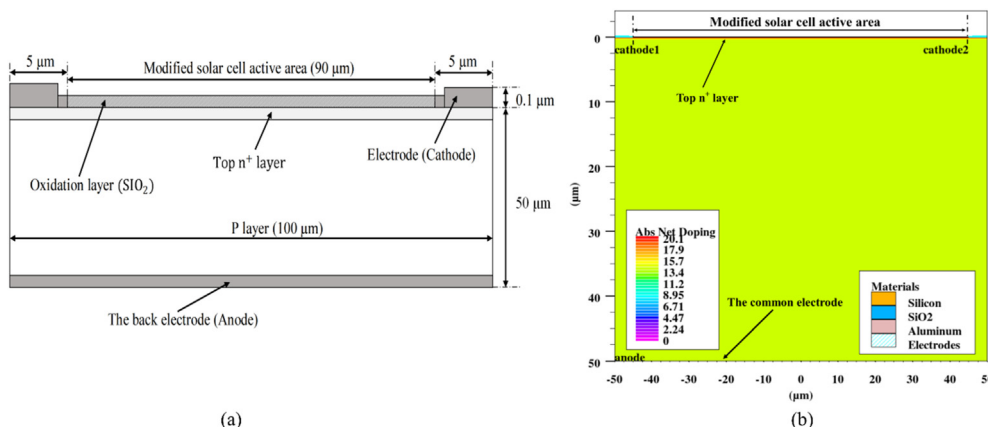 5 μm
Modified solar cell active area (90 μm)
5 μm
0.1 μm
Top n⁺ layer
Electrode (Cathode)
Oxidation layer (SIO₂)
50 μm
P layer (100 μm)
The back electrode (Anode)
(a)
Modified solar cell active area
0
cathode1
cathode2
Top n⁺ layer
10
20
(μm)
30
40
50
Abs Net Doping
20.1
17.9
15.7
13.4
11.2
8.95
6.71
4.47
2.24
0
The common electrode
Materials
Silicon
SiO2
Aluminum
Electrodes
anode
-50 -40 -30 -20 -10 0 10 20 30 40 50
(μm)
(b)